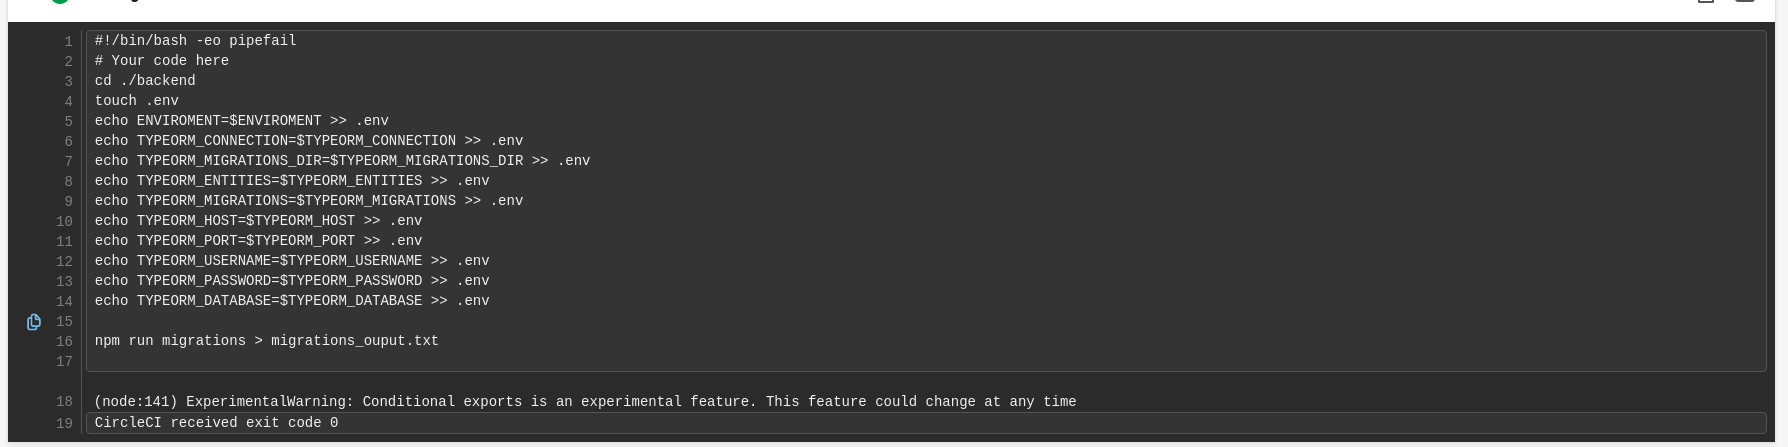 1 #!/bin/bash -eo pipefail
2 # Your code here
3 cd ./backend
4 touch .env
5 echo ENVIROMENT=$ENVIROMENT >> .env
6 echo TYPEORM_CONNECTION=$TYPEORM_CONNECTION >> .env
7 echo TYPEORM_MIGRATIONS_DIR=$TYPEORM_MIGRATIONS_DIR >> .env
8 echo TYPEORM_ENTITIES=$TYPEORM_ENTITIES >> .env
9 echo TYPEORM_MIGRATIONS=$TYPEORM_MIGRATIONS >> .env
10 echo TYPEORM_HOST=$TYPEORM_HOST >> .env
11 echo TYPEORM_PORT=$TYPEORM_PORT >> .env
12 echo TYPEORM_USERNAME=$TYPEORM_USERNAME >> .env
13 echo TYPEORM_PASSWORD=$TYPEORM_PASSWORD >> .env
14 echo TYPEORM_DATABASE=$TYPEORM_DATABASE >> .env
15
16 npm run migrations > migrations_ouput.txt
17
18 (node:141) ExperimentalWarning: Conditional exports is an experimental feature. This feature could change at any time
19 CircleCI received exit code 0